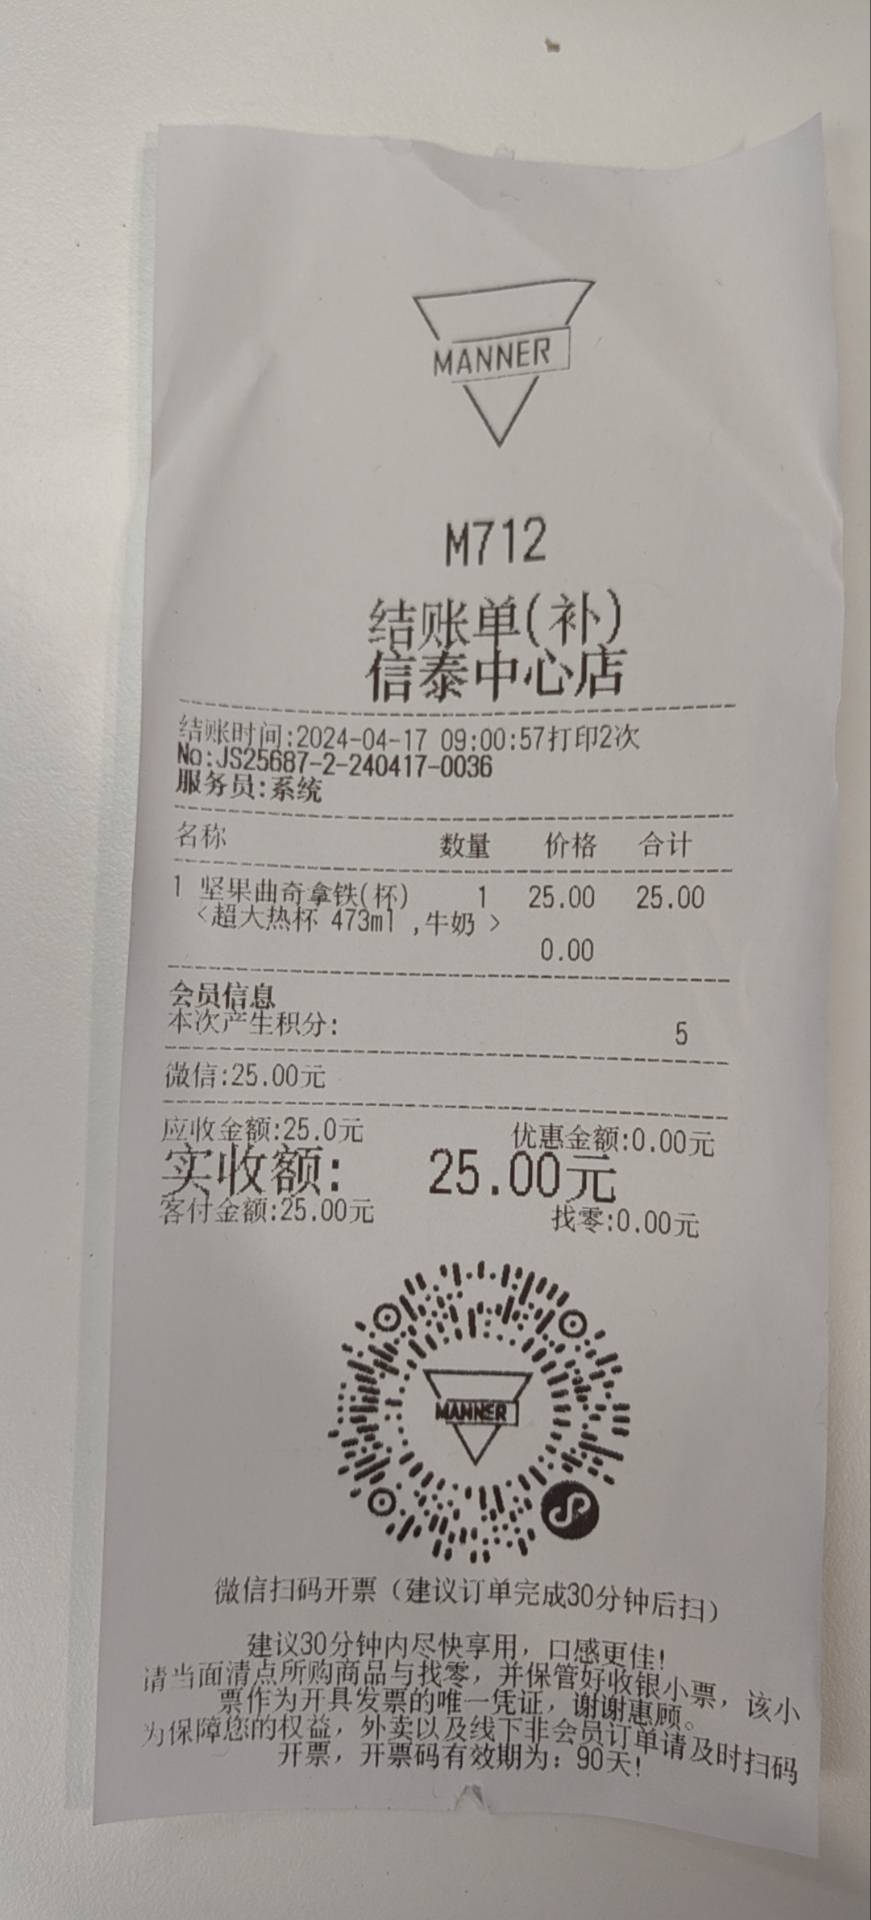 MANNER
M712
结账单(补)
信泰中心店
结账时间:2024-04-17 09:00:57打印2次
No:JS25687-2-240417-0036
服务员:系统
名称 数量 价格 合计
1 坚果曲奇拿铁(杯) 1 25.00 25.00
<超大热杯 473ml ,牛奶 >
0.00
会员信息
本次产生积分: 5
微信:25.00元
应收金额:25.0元 优惠金额:0.00元
实收额: 25.00元
客付金额:25.00元 找零:0.00元
MANNER
微信扫码开票（建议订单完成30分钟后扫）
建议30分钟内尽快享用，口感更佳!
请当面清点所购商品与找零，并保管好收银小票，该小
票作为开具发票的唯一凭证，谢谢惠顾。
为保障您的权益，外卖以及线下非会员订单请及时扫码
开票，开票码有效期为：90天!